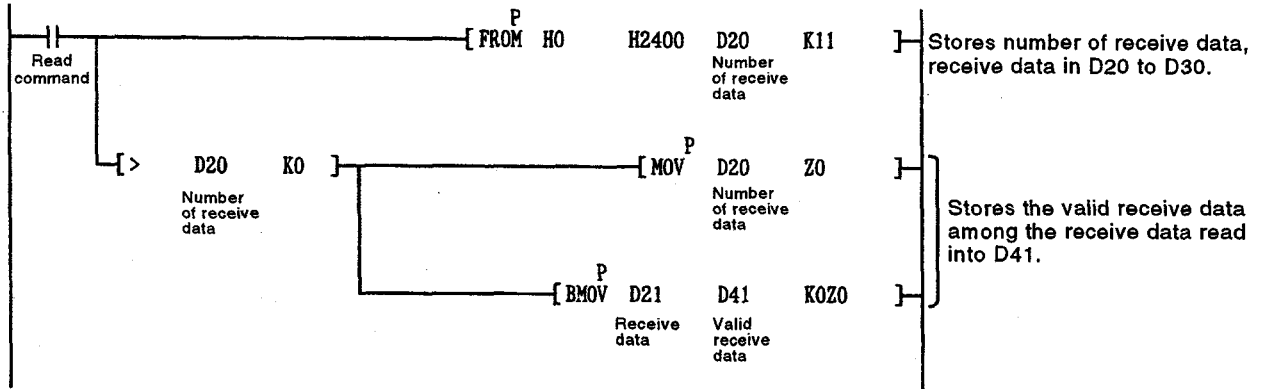 P
FROM H0 H2400 D20 K11
Stores number of receive data,
receive data in D20 to D30.
Read
command
Number
of receive
data
P
> D20 K0
MOV D20 Z0
Number
of receive
data
Number
of receive
data
Stores the valid receive data
among the receive data read
into D41.
P
BMOV D21 D41 K0Z0
Receive
data
Valid
receive
data